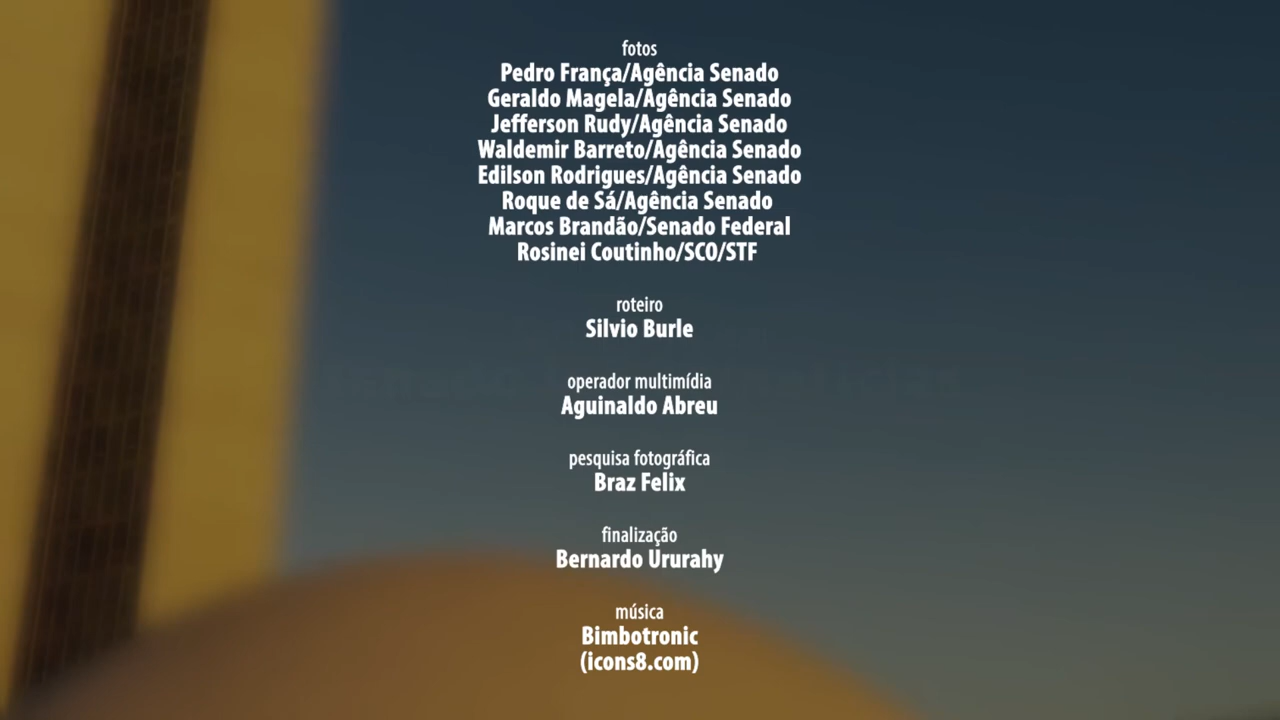 fotos
Pedro França/Agência Senado
Geraldo Magela/Agência Senado
Jefferson Rudy/Agência Senado
Waldemir Barreto/Agência Senado
Edilson Rodrigues/Agência Senado
Roque de Sá/Agência Senado
Marcos Brandão/Senado Federal
Rosinei Coutinho/SCO/STF
roteiro
Silvio Burle
operador multimídia
Aguinaldo Abreu
pesquisa fotográfica
Braz Felix
finalização
Bernardo Ururahy
música
Bimbotronic
(icons8.com)